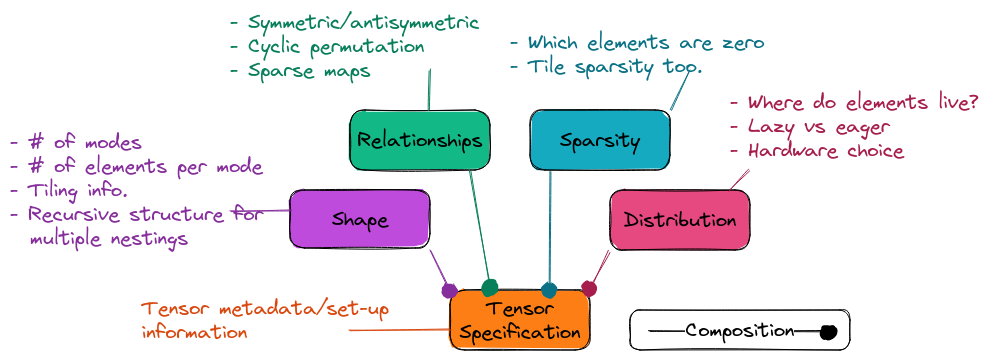 - Symmetric/antisymmetric
- Cyclic permutation
- Sparse maps
- Which elements are zero
- Tile sparsity too.
- Where do elements live?
- Lazy vs eager
- Hardware choice
- # of modes
- # of elements per mode
- Tiling info.
- Recursive structure for
multiple nestings
Relationships
Sparsity
Shape
Distribution
Tensor metadata/set-up
information
Tensor
Specification
Composition